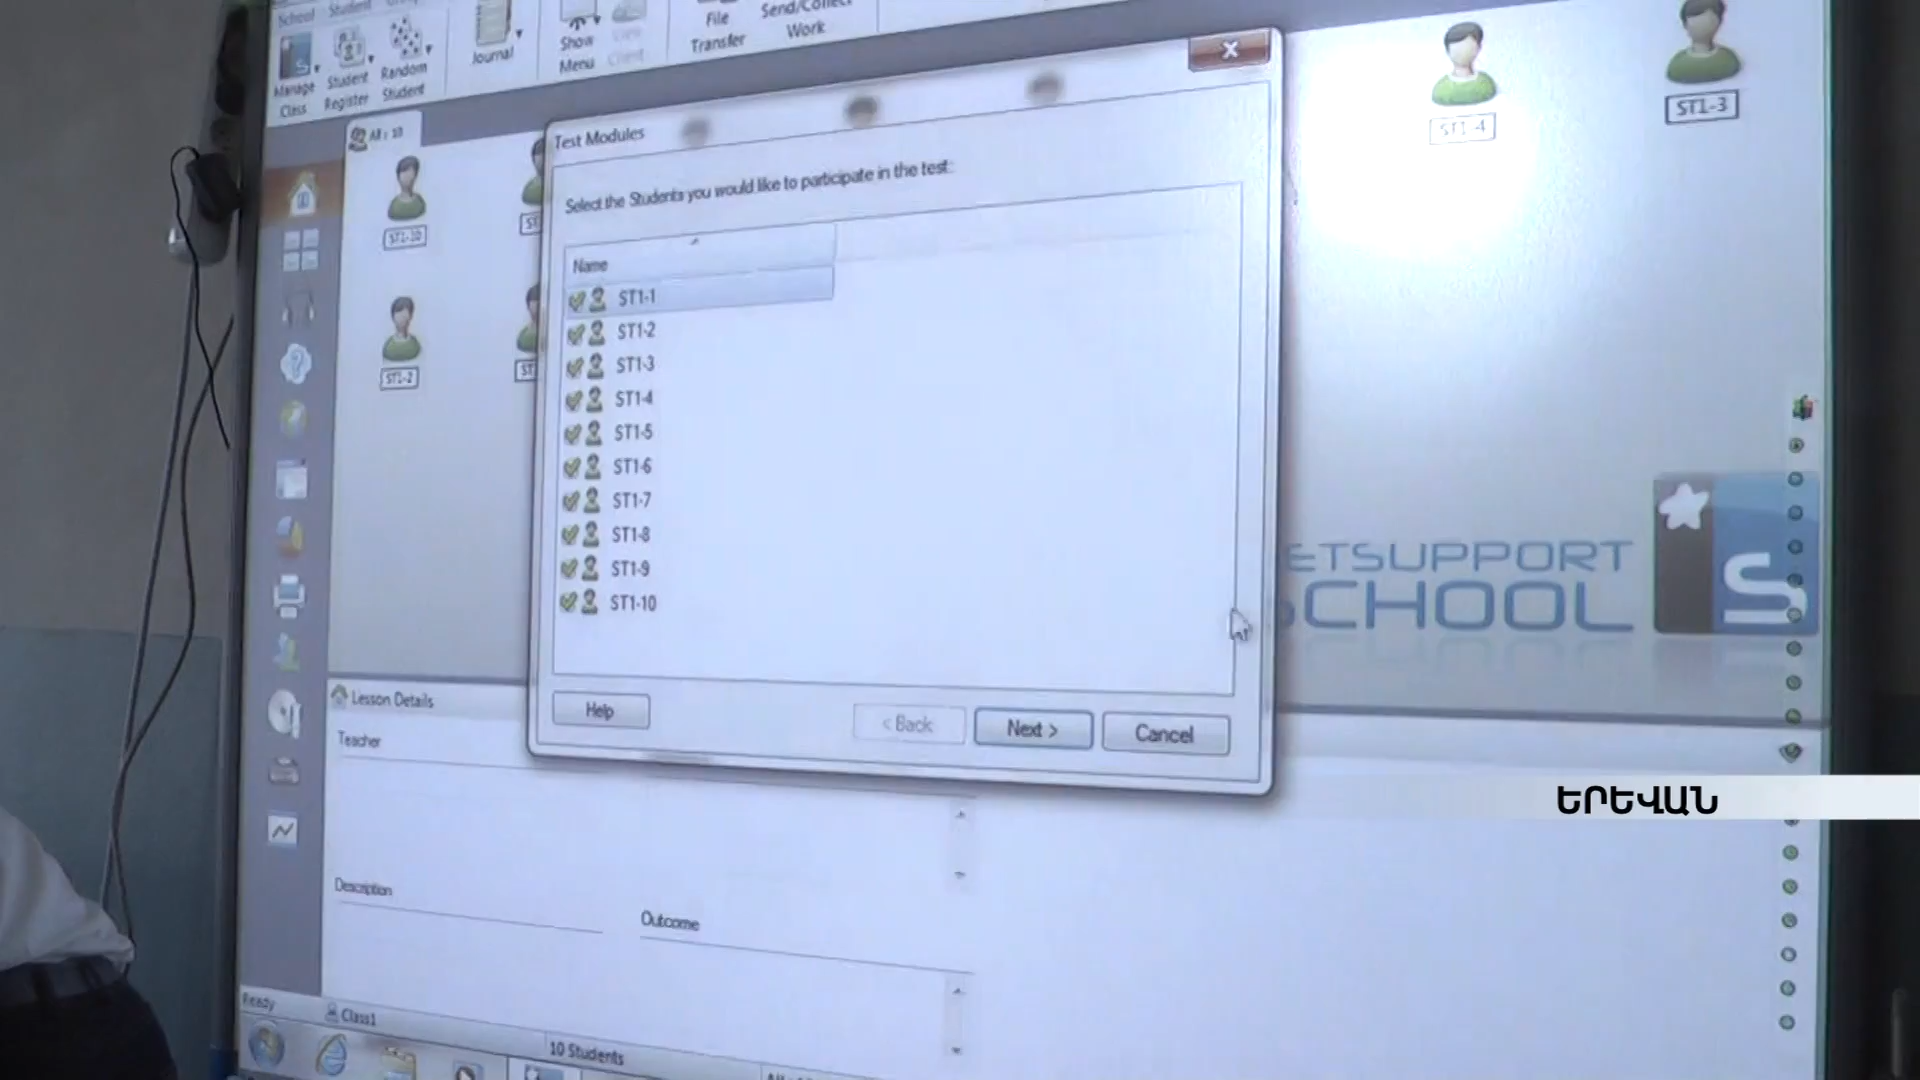 School
Student
Manage
Class
Student
Register
Random
Student
Journal
Show
Menu
File
Transfer
Send/Collect
Work
All : 10
ST1-10
ST1-2
ST1-4
ST1-3
Test Modules
Select the Students you would like to participate in the test:
Name
ST1-1
ST1-2
ST1-3
ST1-4
ST1-5
ST1-6
ST1-7
ST1-8
ST1-9
ST1-10
Help
< Back
Next >
Cancel
ETSUPPORT
SCHOOL
S
Lesson Details
Teacher
ԵՐԵՎԱՆ
Description
Outcome
Ready
Class1
10 Students